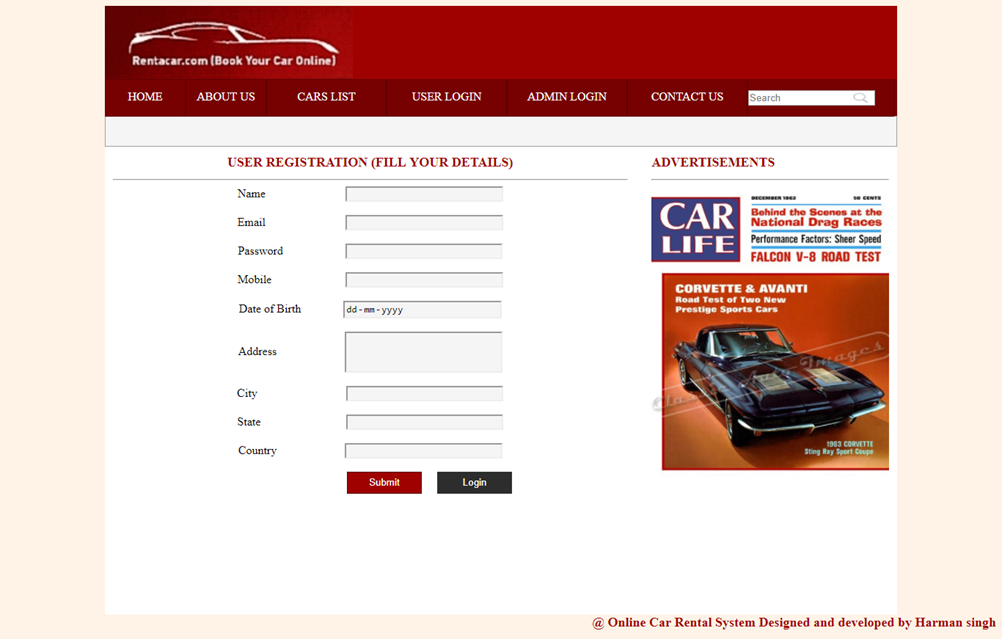 Rentacar.com (Book Your Car Online)
HOME ABOUT US CARS LIST USER LOGIN ADMIN LOGIN CONTACT US Search
USER REGISTRATION (FILL YOUR DETAILS)
Name
Email
Password
Mobile
Date of Birth dd-mm-yyyy
Address
City
State
Country
Submit Login
ADVERTISEMENTS
DECEMBER 1962 50 CENTS
CAR
LIFE
Behind the Scenes at the
National Drag Races
Performance Factors: Sheer Speed
FALCON V-8 ROAD TEST
CORVETTE & AVANTI
Road Test of Two New
Prestige Sports Cars
Classic Auto Images
1963 CORVETTE
Sting Ray Sport Coupe
@ Online Car Rental System Designed and developed by Harman singh